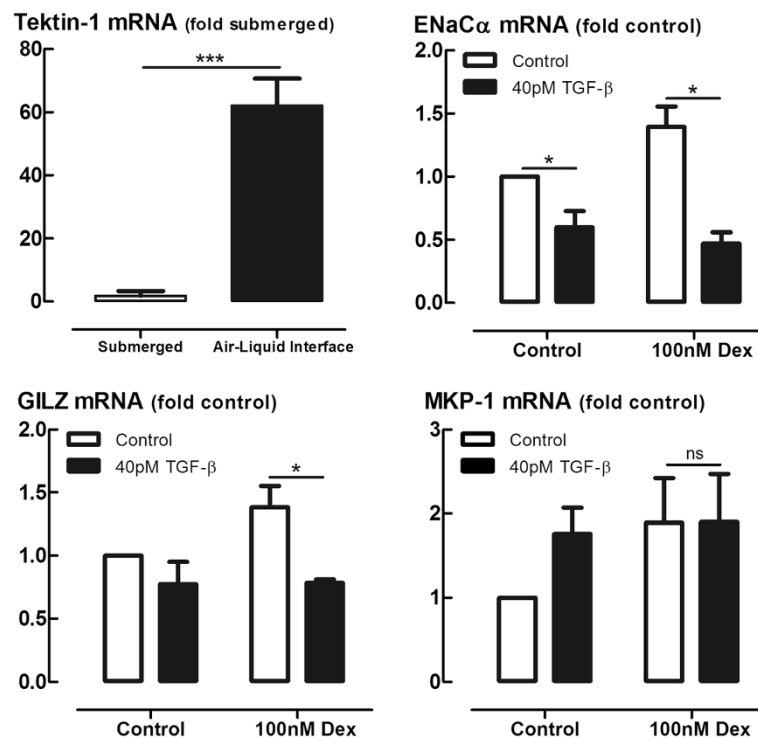 Tektin-1 mRNA (fold submerged)
80
60
40
20
0
***
Submerged
Air-Liquid Interface
ENaCα mRNA (fold control)
2.0
1.5
1.0
0.5
0.0
Control
40pM TGF-β
*
*
Control
100nM Dex
GILZ mRNA (fold control)
2.0
1.5
1.0
0.5
0.0
Control
40pM TGF-β
*
Control
100nM Dex
MKP-1 mRNA (fold control)
3
2
1
0
Control
40pM TGF-β
ns
Control
100nM Dex